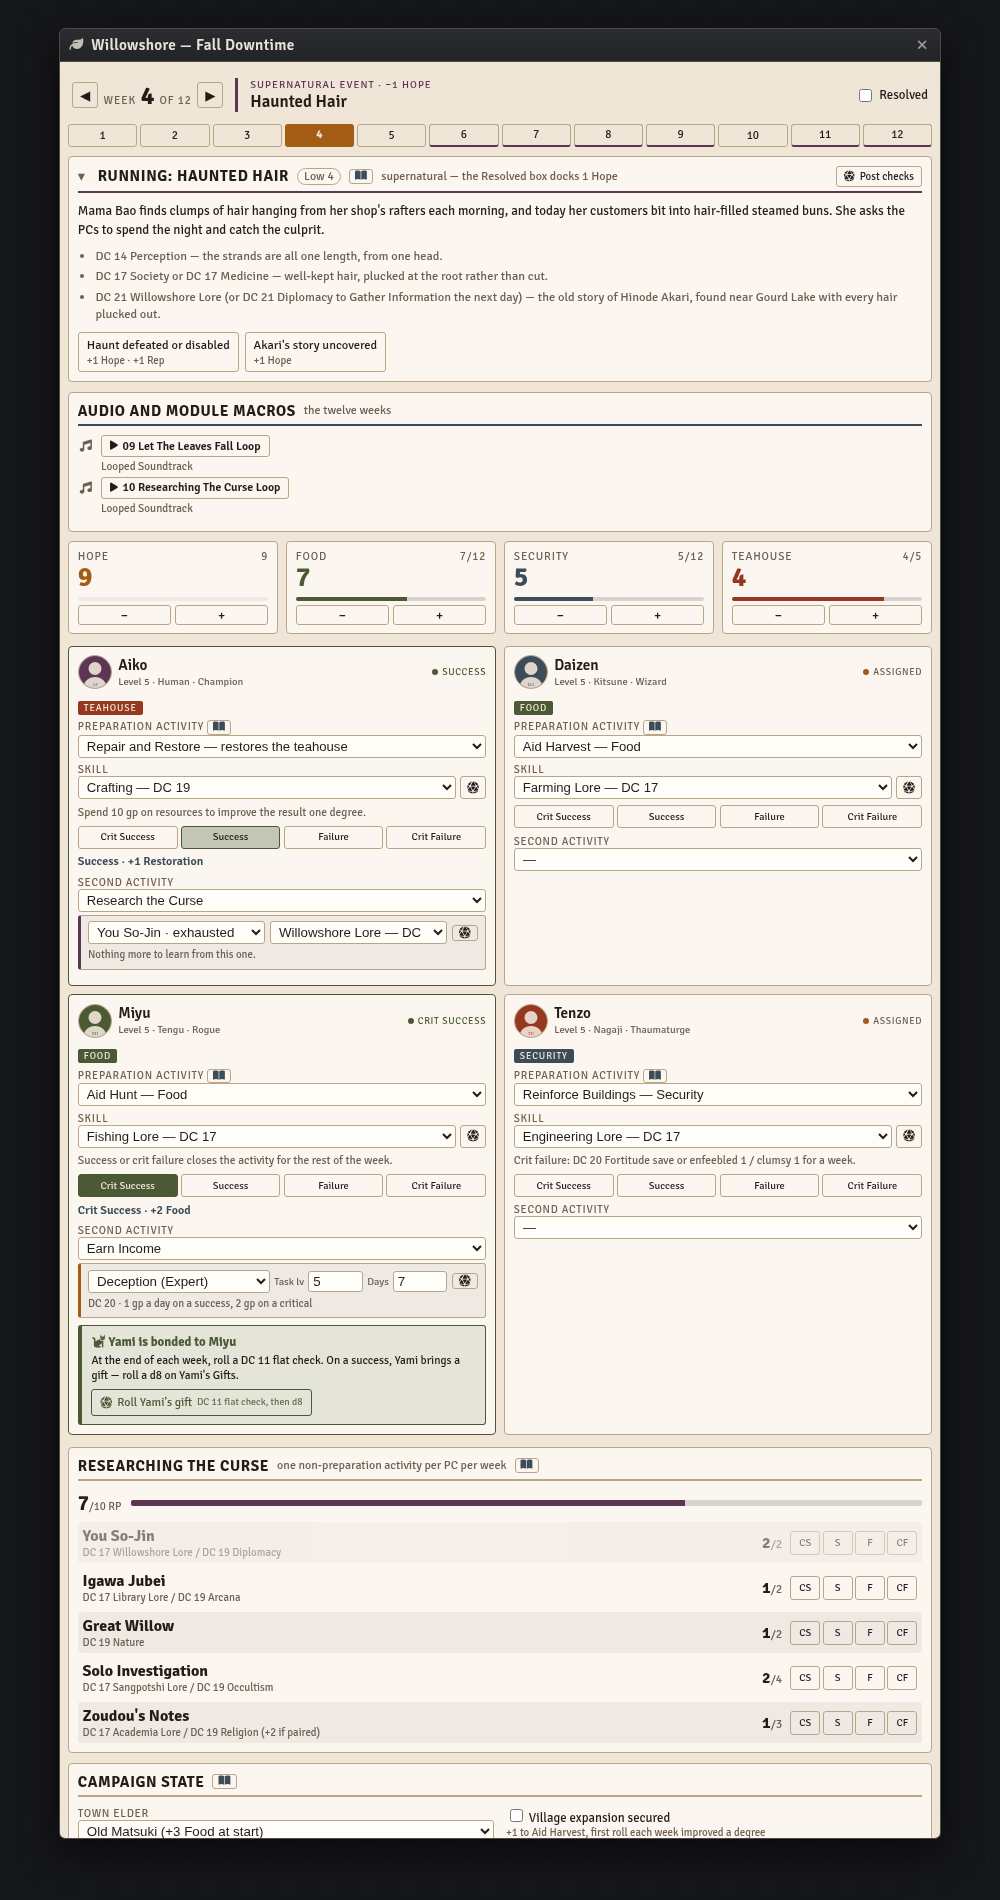 Willowshore — Fall Downtime
WEEK 4 OF 12
SUPERNATURAL EVENT · −1 HOPE
Haunted Hair
Resolved
1 2 3 4 5 6 7 8 9 10 11 12
RUNNING: HAUNTED HAIR Low 4 supernatural — the Resolved box docks 1 Hope Post checks
Mama Bao finds clumps of hair hanging from her shop's rafters each morning, and today her customers bit into hair-filled steamed buns. She asks the
PCs to spend the night and catch the culprit.
• DC 14 Perception — the strands are all one length, from one head.
• DC 17 Society or DC 17 Medicine — well-kept hair, plucked at the root rather than cut.
• DC 21 Willowshore Lore (or DC 21 Diplomacy to Gather Information the next day) — the old story of Hinode Akari, found near Gourd Lake with every hair
plucked out.
Haunt defeated or disabled
+1 Hope · +1 Rep
Akari's story uncovered
+1 Hope
AUDIO AND MODULE MACROS the twelve weeks
09 Let The Leaves Fall Loop
Looped Soundtrack
10 Researching The Curse Loop
Looped Soundtrack
HOPE 9
9
− +
FOOD 7/12
7
− +
SECURITY 5/12
5
− +
TEAHOUSE 4/5
4
− +
Aiko
Level 5 · Human · Champion
SUCCESS
TEAHOUSE
PREPARATION ACTIVITY
Repair and Restore — restores the teahouse
SKILL
Crafting — DC 19
Spend 10 gp on resources to improve the result one degree.
Crit Success Success Failure Crit Failure
Success · +1 Restoration
SECOND ACTIVITY
Research the Curse
You So-Jin · exhausted Willowshore Lore — DC
Nothing more to learn from this one.
Daizen
Level 5 · Kitsune · Wizard
ASSIGNED
FOOD
PREPARATION ACTIVITY
Aid Harvest — Food
SKILL
Farming Lore — DC 17
Crit Success Success Failure Crit Failure
SECOND ACTIVITY
—
Miyu
Level 5 · Tengu · Rogue
CRIT SUCCESS
FOOD
PREPARATION ACTIVITY
Aid Hunt — Food
SKILL
Fishing Lore — DC 17
Success or crit failure closes the activity for the rest of the week.
Crit Success Success Failure Crit Failure
Crit Success · +2 Food
SECOND ACTIVITY
Earn Income
Deception (Expert) Task lv 5 Days 7
DC 20 · 1 gp a day on a success, 2 gp on a critical
Yami is bonded to Miyu
At the end of each week, roll a DC 11 flat check. On a success, Yami brings a
gift — roll a d8 on Yami's Gifts.
Roll Yami's gift DC 11 flat check, then d8
Tenzo
Level 5 · Nagaji · Thaumaturge
ASSIGNED
SECURITY
PREPARATION ACTIVITY
Reinforce Buildings — Security
SKILL
Engineering Lore — DC 17
Crit failure: DC 20 Fortitude save or enfeebled 1 / clumsy 1 for a week.
Crit Success Success Failure Crit Failure
SECOND ACTIVITY
—
RESEARCHING THE CURSE one non-preparation activity per PC per week
7/10 RP
You So-Jin
DC 17 Willowshore Lore / DC 19 Diplomacy
2/2 CS S F CF
Igawa Jubei
DC 17 Library Lore / DC 19 Arcana
1/2 CS S F CF
Great Willow
DC 19 Nature
1/2 CS S F CF
Solo Investigation
DC 17 Sangpotshi Lore / DC 19 Occultism
2/4 CS S F CF
Zoudou's Notes
DC 17 Academia Lore / DC 19 Religion (+2 if paired)
1/3 CS S F CF
CAMPAIGN STATE
TOWN ELDER
Old Matsuki (+3 Food at start)
Village expansion secured
+1 to Aid Harvest, first roll each week improved a degree